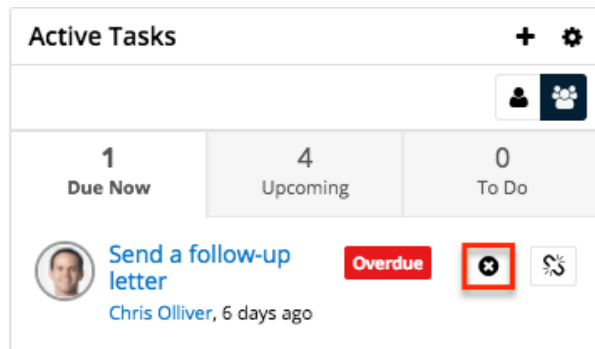 Active Tasks
1 4 0
Due Now Upcoming To Do
Send a follow-up Overdue
letter
Chris Olliver, 6 days ago